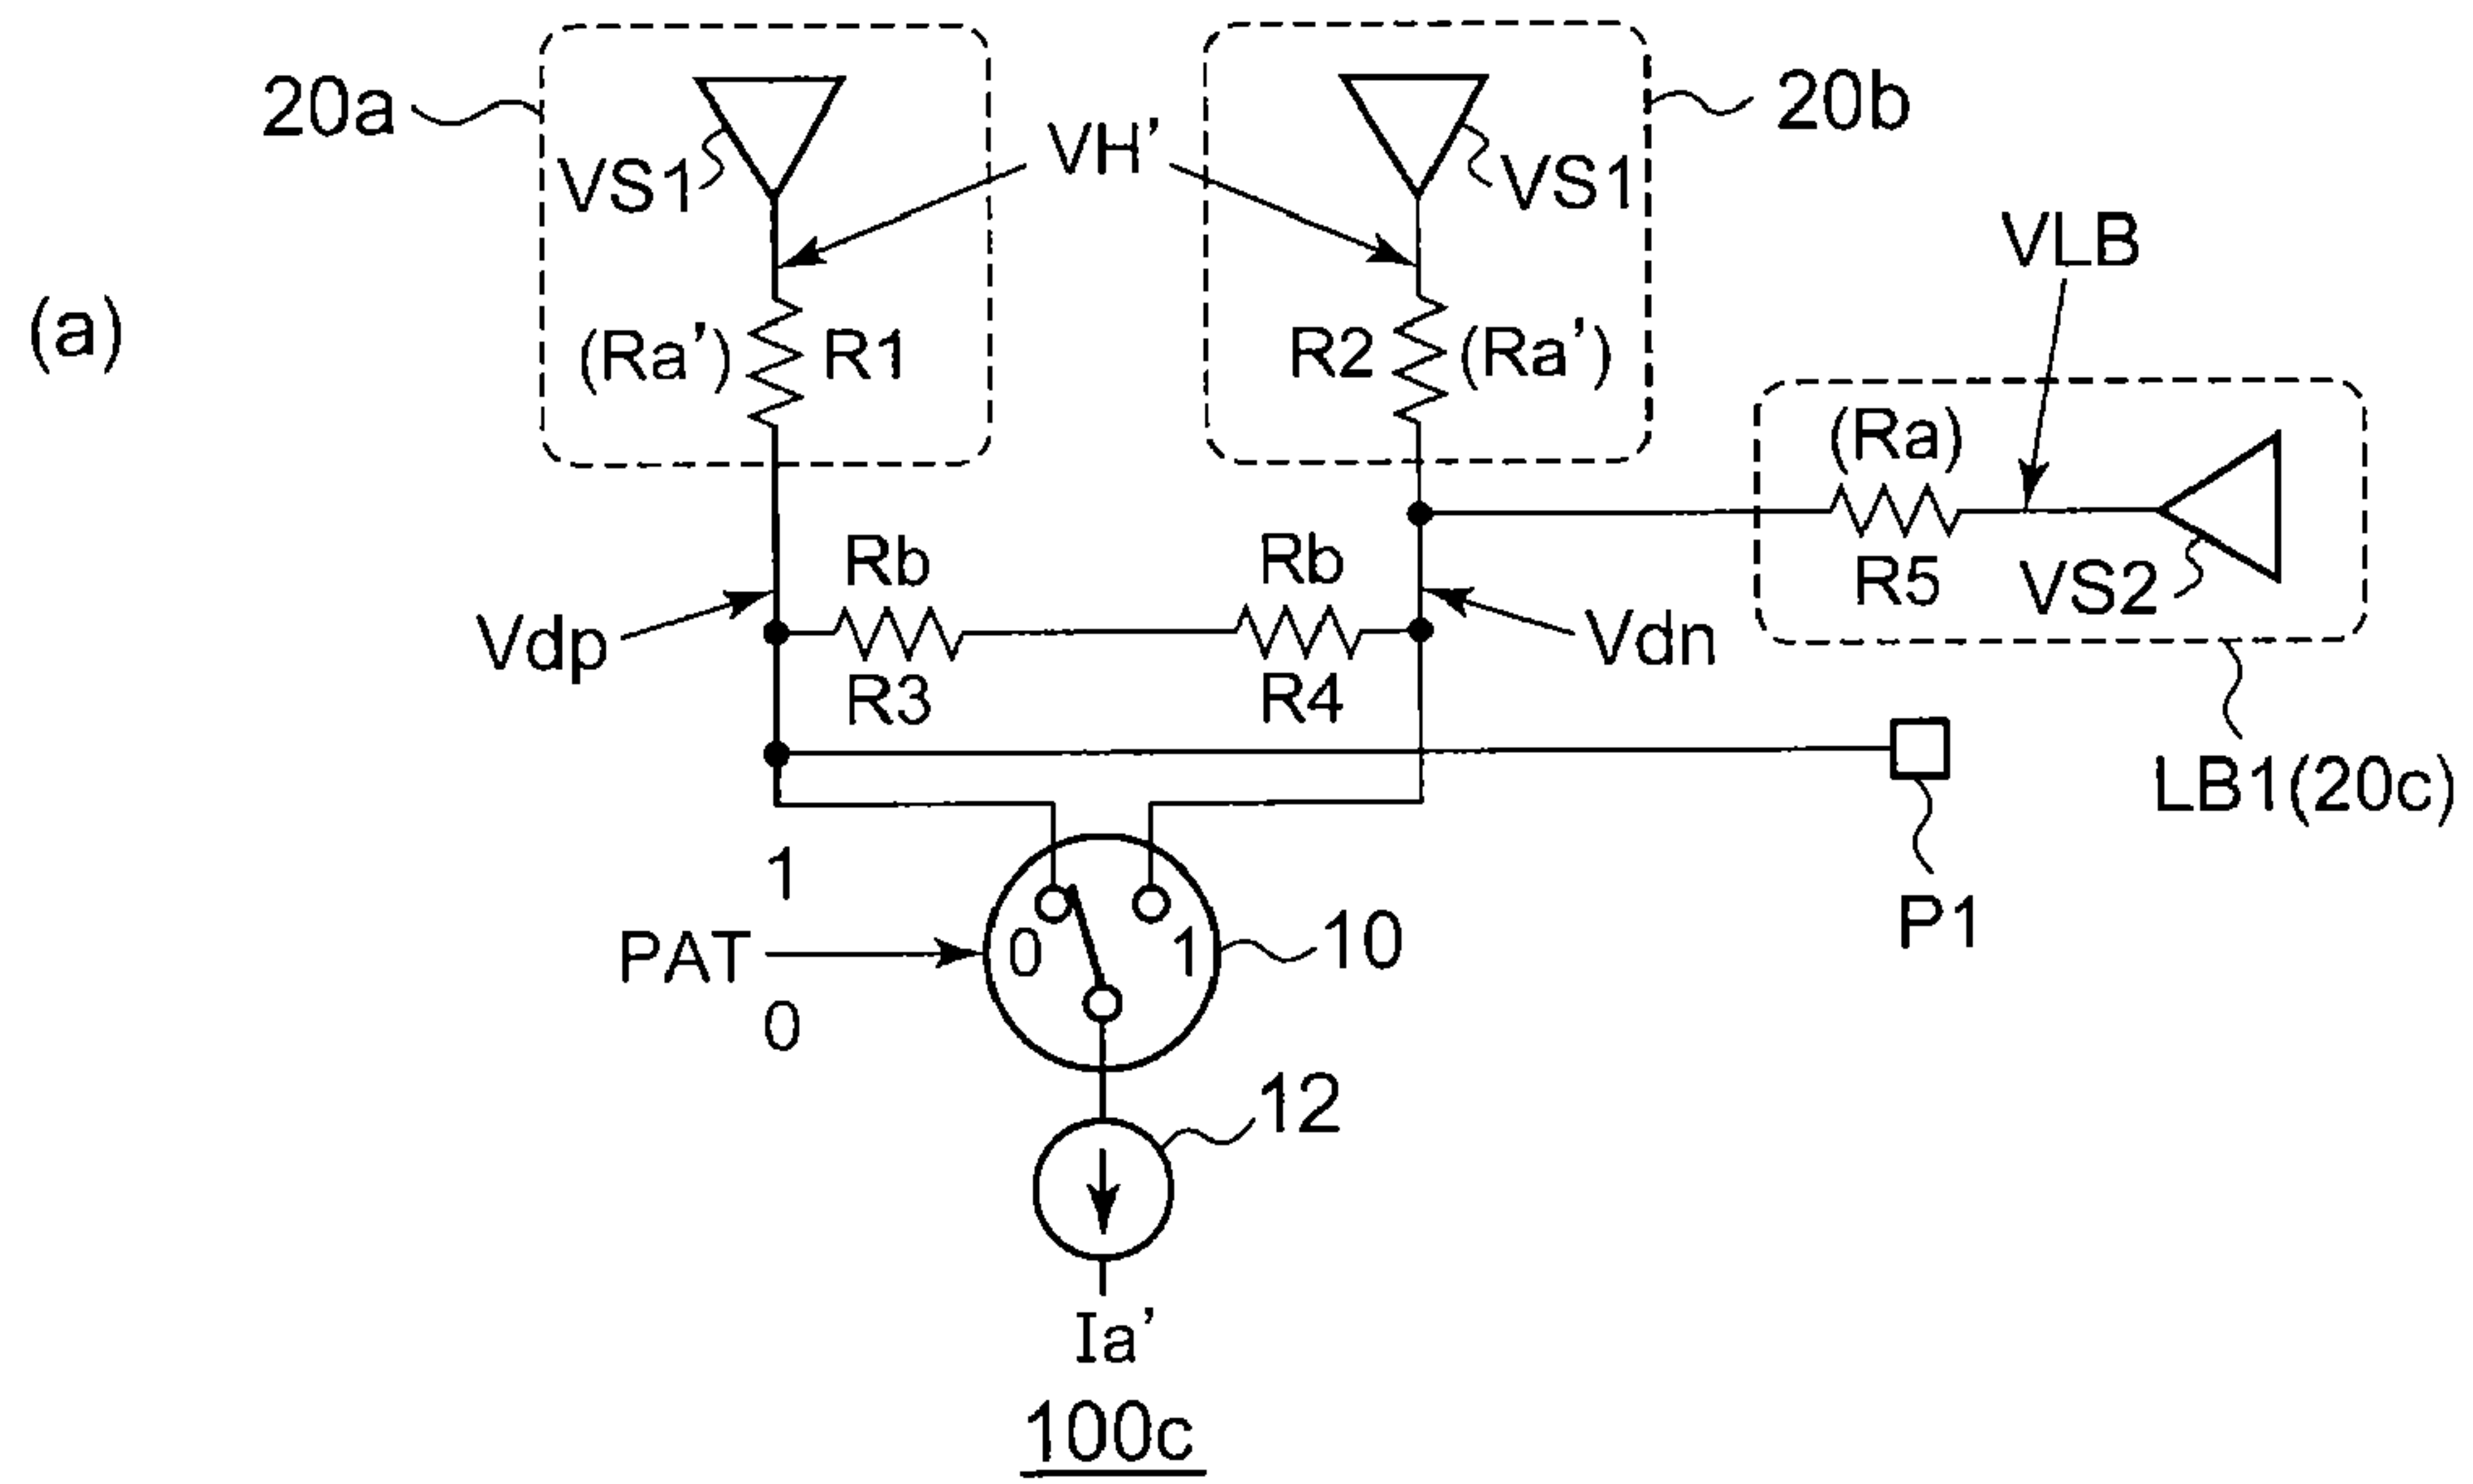 20a
VS1
VH'
VS1
20b
VLB
(a)
(Ra')
R1
R2
(Ra')
(Ra)
R5
VS2
Rb
Rb
Vdp
R3
R4
Vdn
LB1(20c)
P1
1
PAT
0
0
1
10
12
Ia'
100c